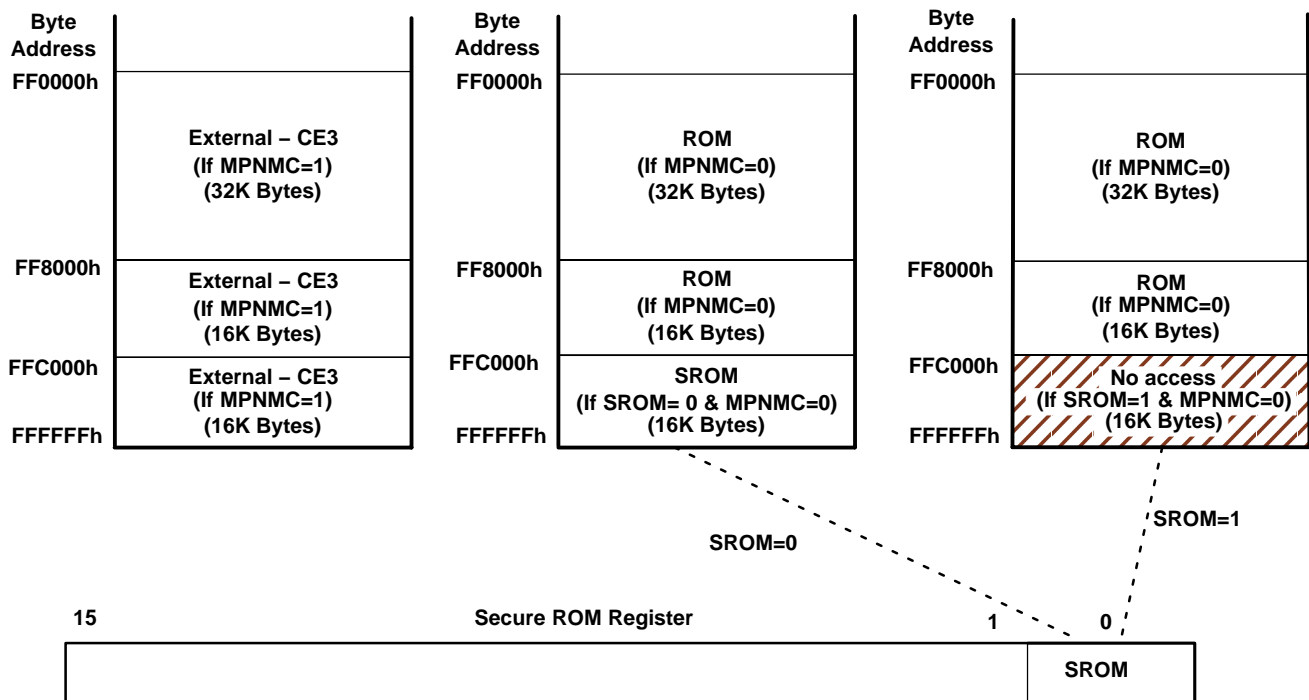 Byte
Address
FF0000h
External – CE3
(If MPNMC=1)
(32K Bytes)
FF8000h
External – CE3
(If MPNMC=1)
(16K Bytes)
FFC000h
External – CE3
(If MPNMC=1)
(16K Bytes)
FFFFFFh
Byte
Address
FF0000h
ROM
(If MPNMC=0)
(32K Bytes)
FF8000h
ROM
(If MPNMC=0)
(16K Bytes)
FFC000h
SROM
(If SROM= 0 & MPNMC=0)
(16K Bytes)
FFFFFFh
Byte
Address
FF0000h
ROM
(If MPNMC=0)
(32K Bytes)
FF8000h
ROM
(If MPNMC=0)
(16K Bytes)
FFC000h
No access
(If SROM=1 & MPNMC=0)
(16K Bytes)
FFFFFFh
SROM=0
SROM=1
15 Secure ROM Register 1 0
SROM